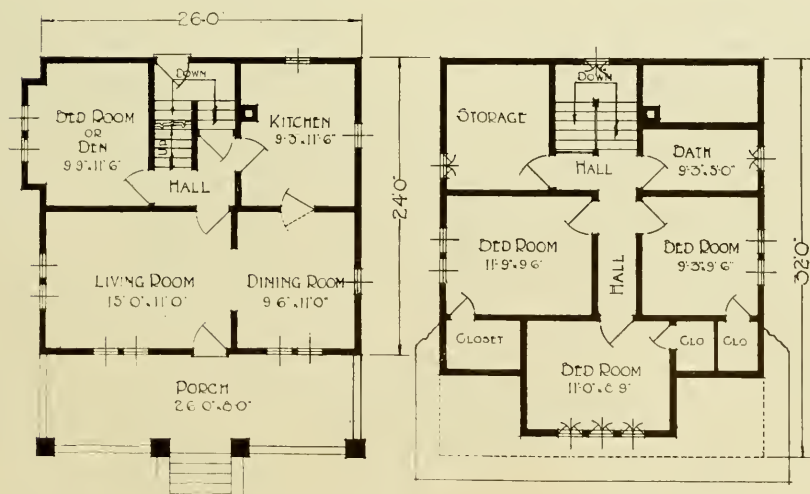 26-0
BED ROOM
OR
DEN
9'9"x11'6"
DOWN
UP
KITCHEN
9'-3"x11'6"
HALL
24'0"
LIVING ROOM
15'0"x11'0"
DINING ROOM
9'6"x11'0"
PORCH
26'0"x8'0"
STORAGE
DOWN
HALL
BATH
9'-3"x5'0"
BED ROOM
11'-9"x9'6"
HALL
BED ROOM
9'-3"x9'6"
CLOSET
BED ROOM
11'0"x8'9"
CLO
CLO
32'0"